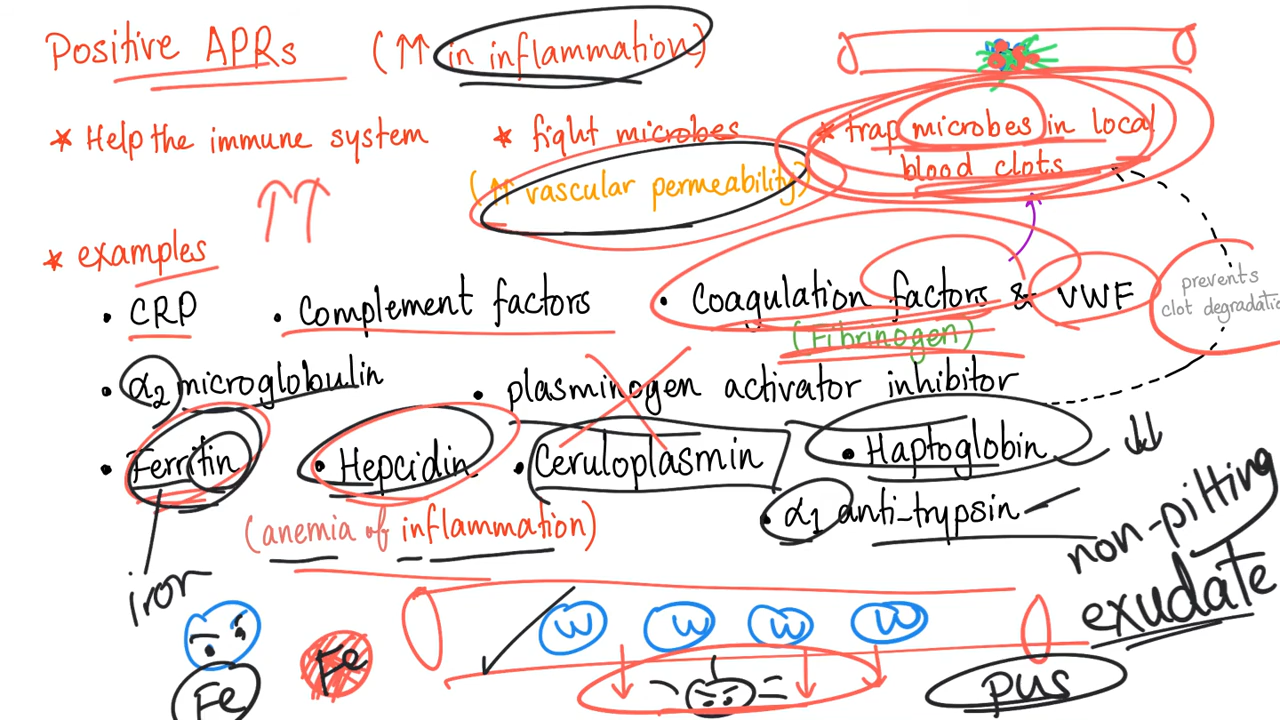 Positive APRs (↑↑ in inflammation)
* Help the immune system * fight microbes * trap microbes in local blood clots
(↑↑ vascular permeability)
↑↑
* examples
• CRP • Complement factors • Coagulation factors & VWF
(Fibrinogen)
prevents
clot degradati
• α2 microglobulin • plasminogen activator inhibitor
• Ferritin • Hepcidin • Ceruloplasmin • Haptoglobin ↓↓
(anemia of inflammation) • α1 anti-trypsin
non-pitting
exudate
iron
Fe
Fe
W W W W
pus